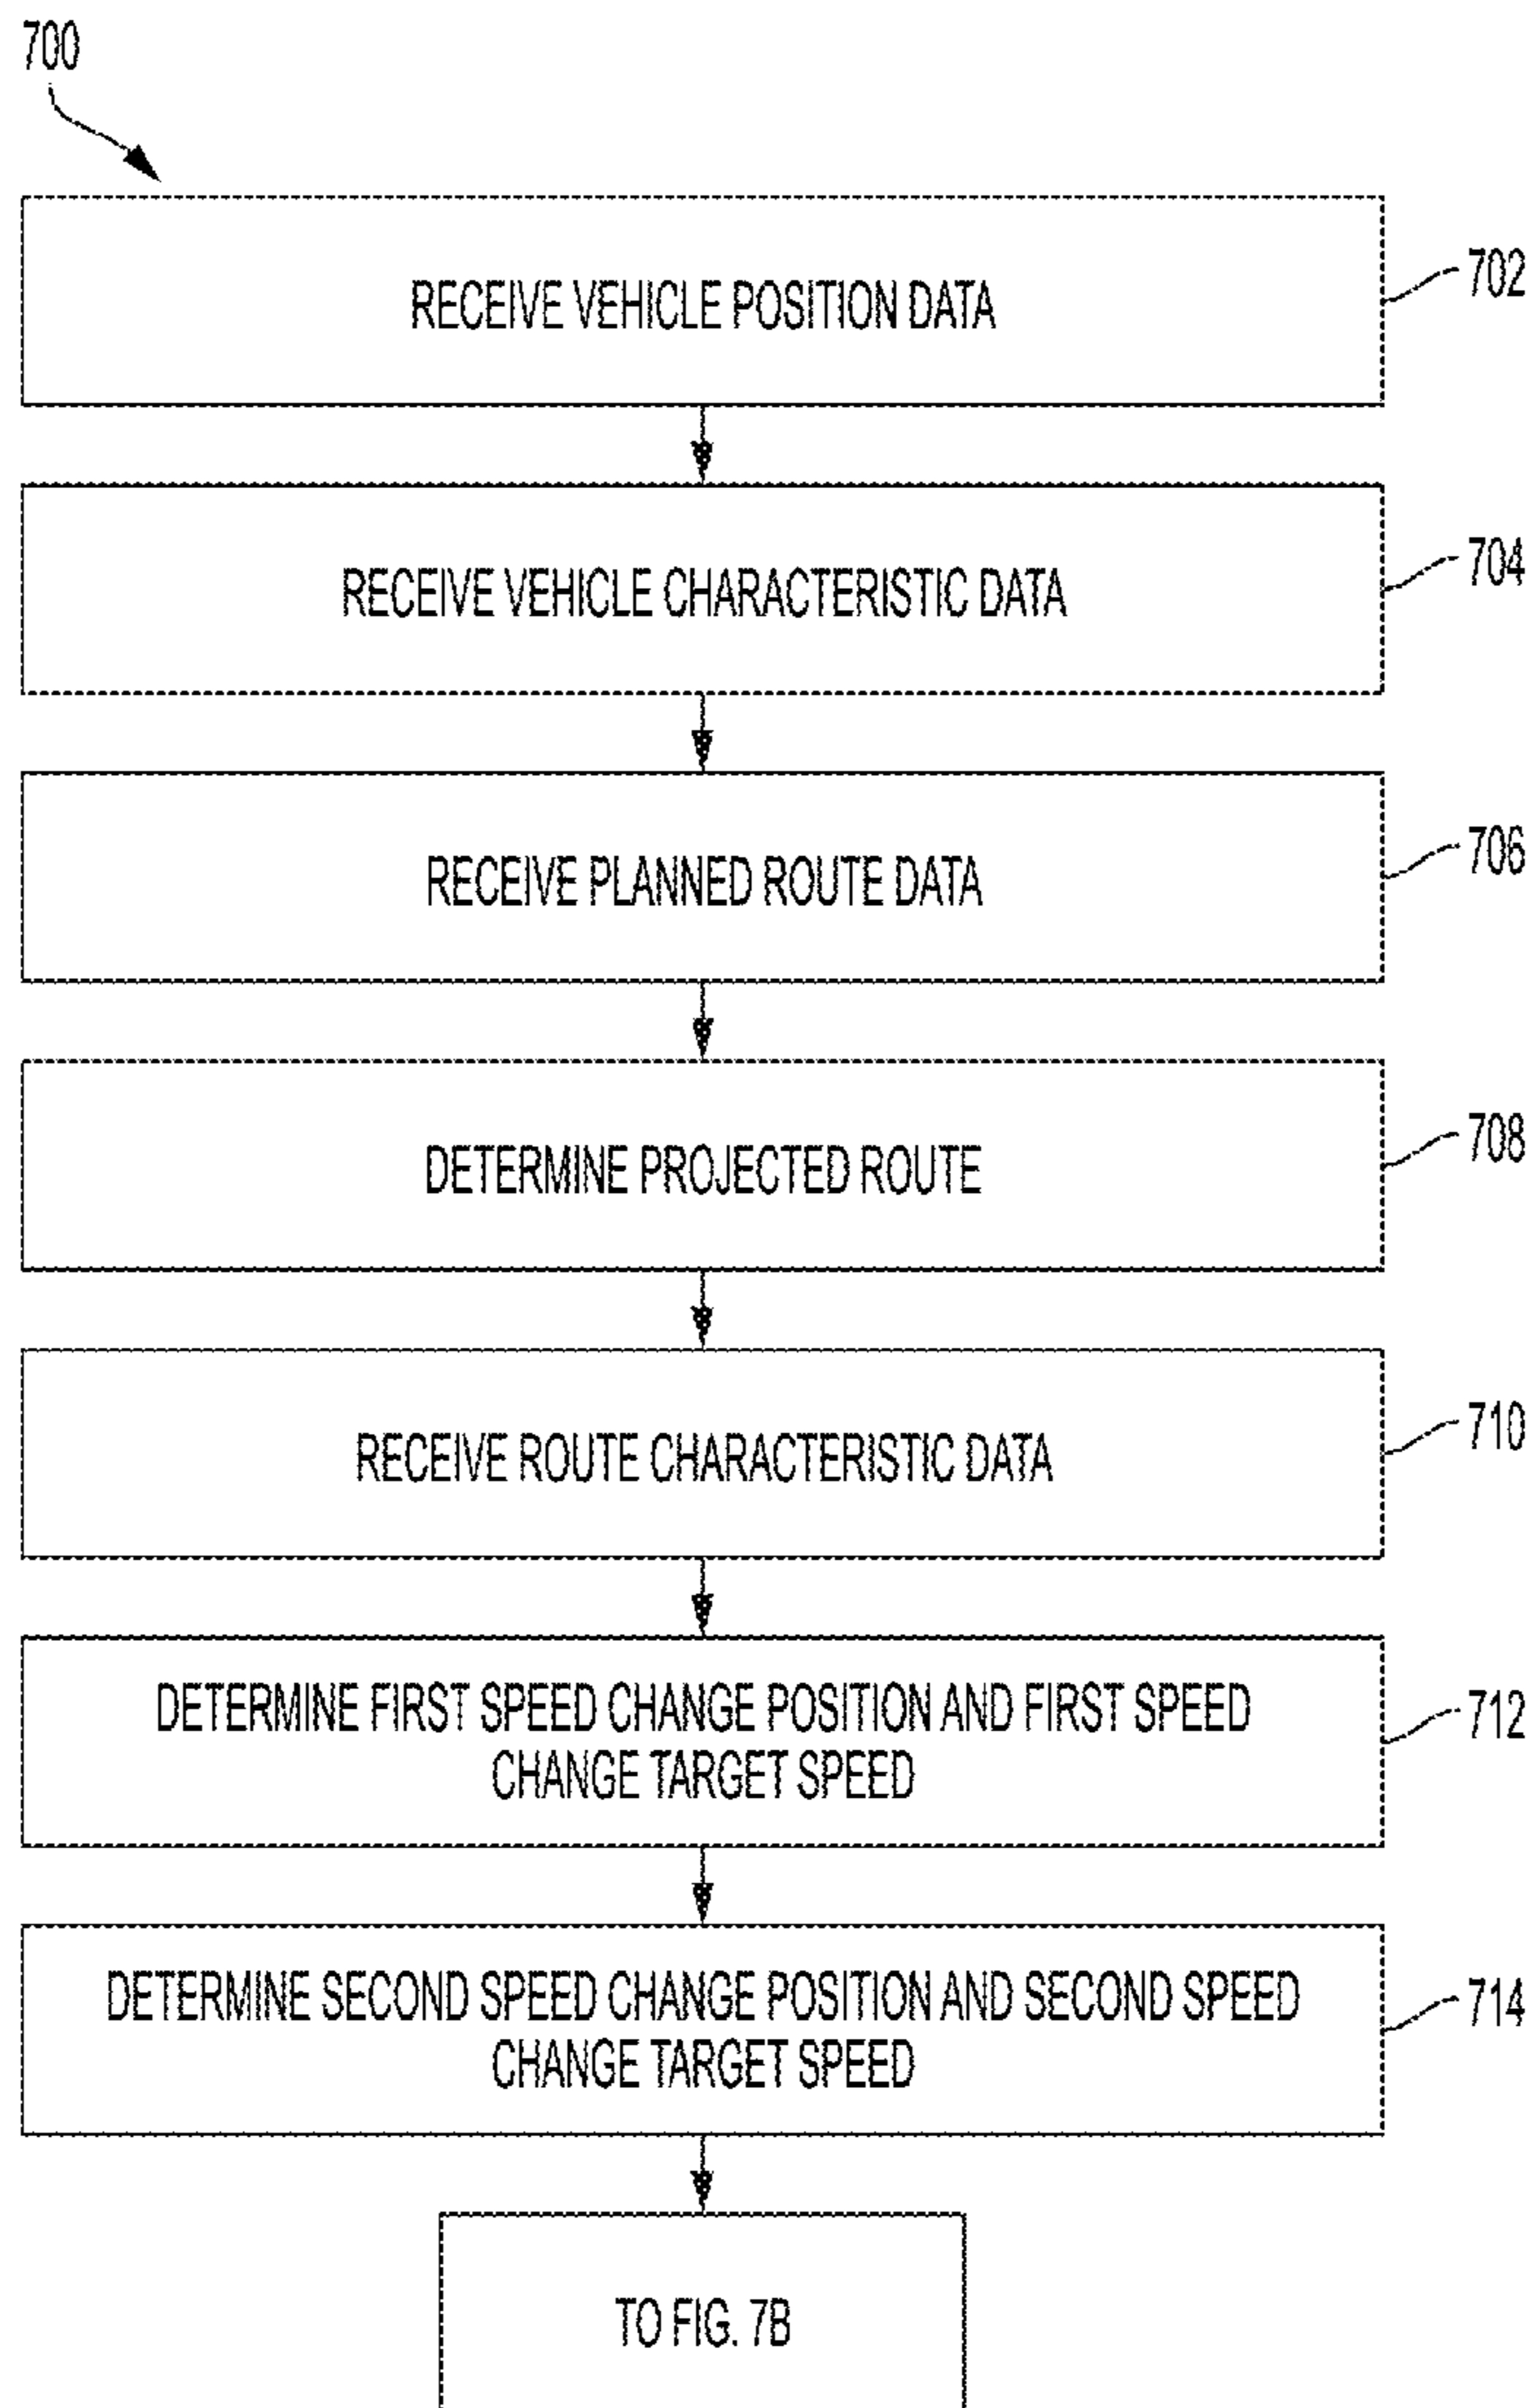 700
RECEIVE VEHICLE POSITION DATA
702
RECEIVE VEHICLE CHARACTERISTIC DATA
704
RECEIVE PLANNED ROUTE DATA
706
DETERMINE PROJECTED ROUTE
708
RECEIVE ROUTE CHARACTERISTIC DATA
710
DETERMINE FIRST SPEED CHANGE POSITION AND FIRST SPEED
CHANGE TARGET SPEED
712
DETERMINE SECOND SPEED CHANGE POSITION AND SECOND SPEED
CHANGE TARGET SPEED
714
TO FIG. 7B